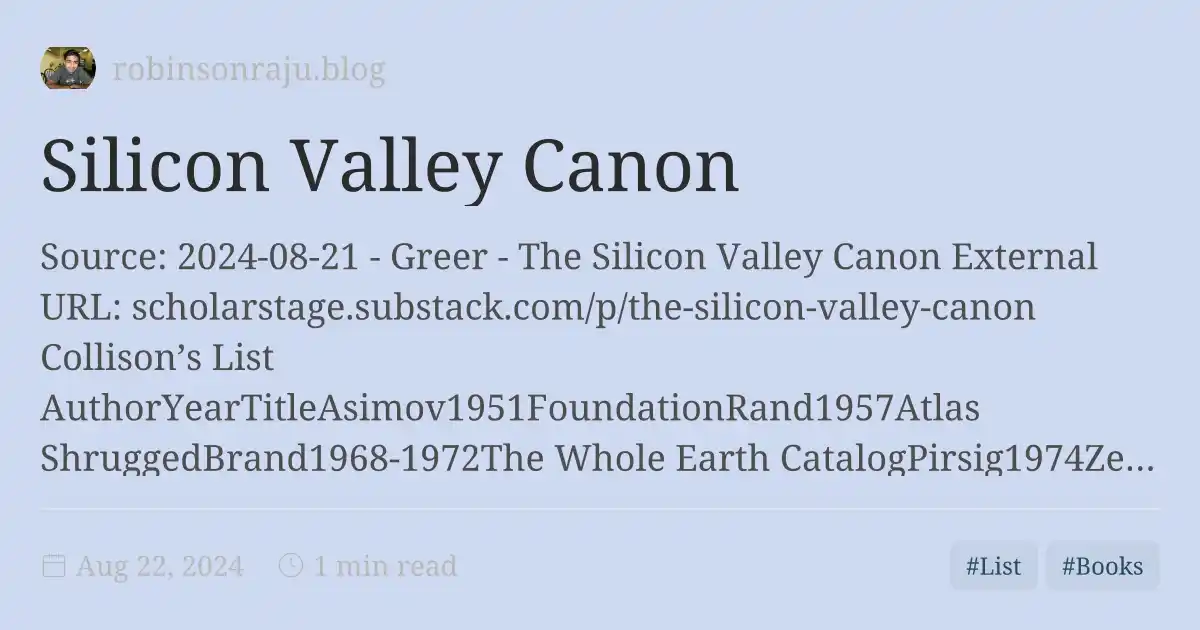 robinsonraju.blog
Silicon Valley Canon
Source: 2024-08-21 - Greer - The Silicon Valley Canon External
URL: scholarstage.substack.com/p/the-silicon-valley-canon
Collison’s List
AuthorYearTitleAsimov1951FoundationRand1957Atlas
ShruggedBrand1968-1972The Whole Earth CatalogPirsig1974Ze…
Aug 22, 2024 1 min read #List #Books